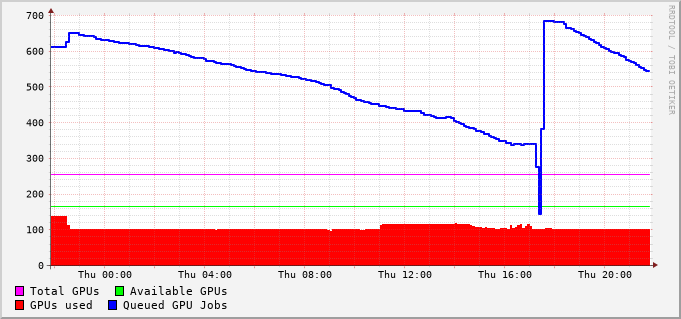 700
600
500
400
300
200
100
0
Thu 00:00 Thu 04:00 Thu 08:00 Thu 12:00 Thu 16:00 Thu 20:00
Total GPUs Available GPUs
GPUs used Queued GPU Jobs
RRDTOOL / TOBI OETIKER